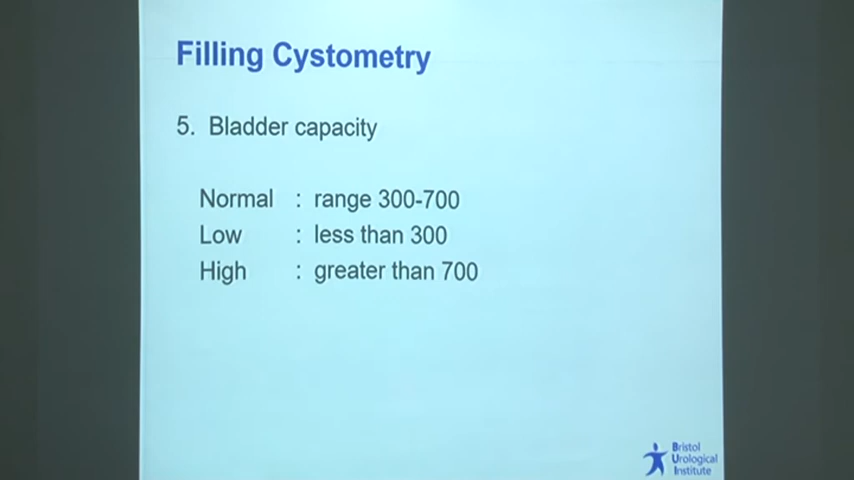 Filling Cystometry
5. Bladder capacity
Normal : range 300-700
Low : less than 300
High : greater than 700
Bristol
Urological
Institute